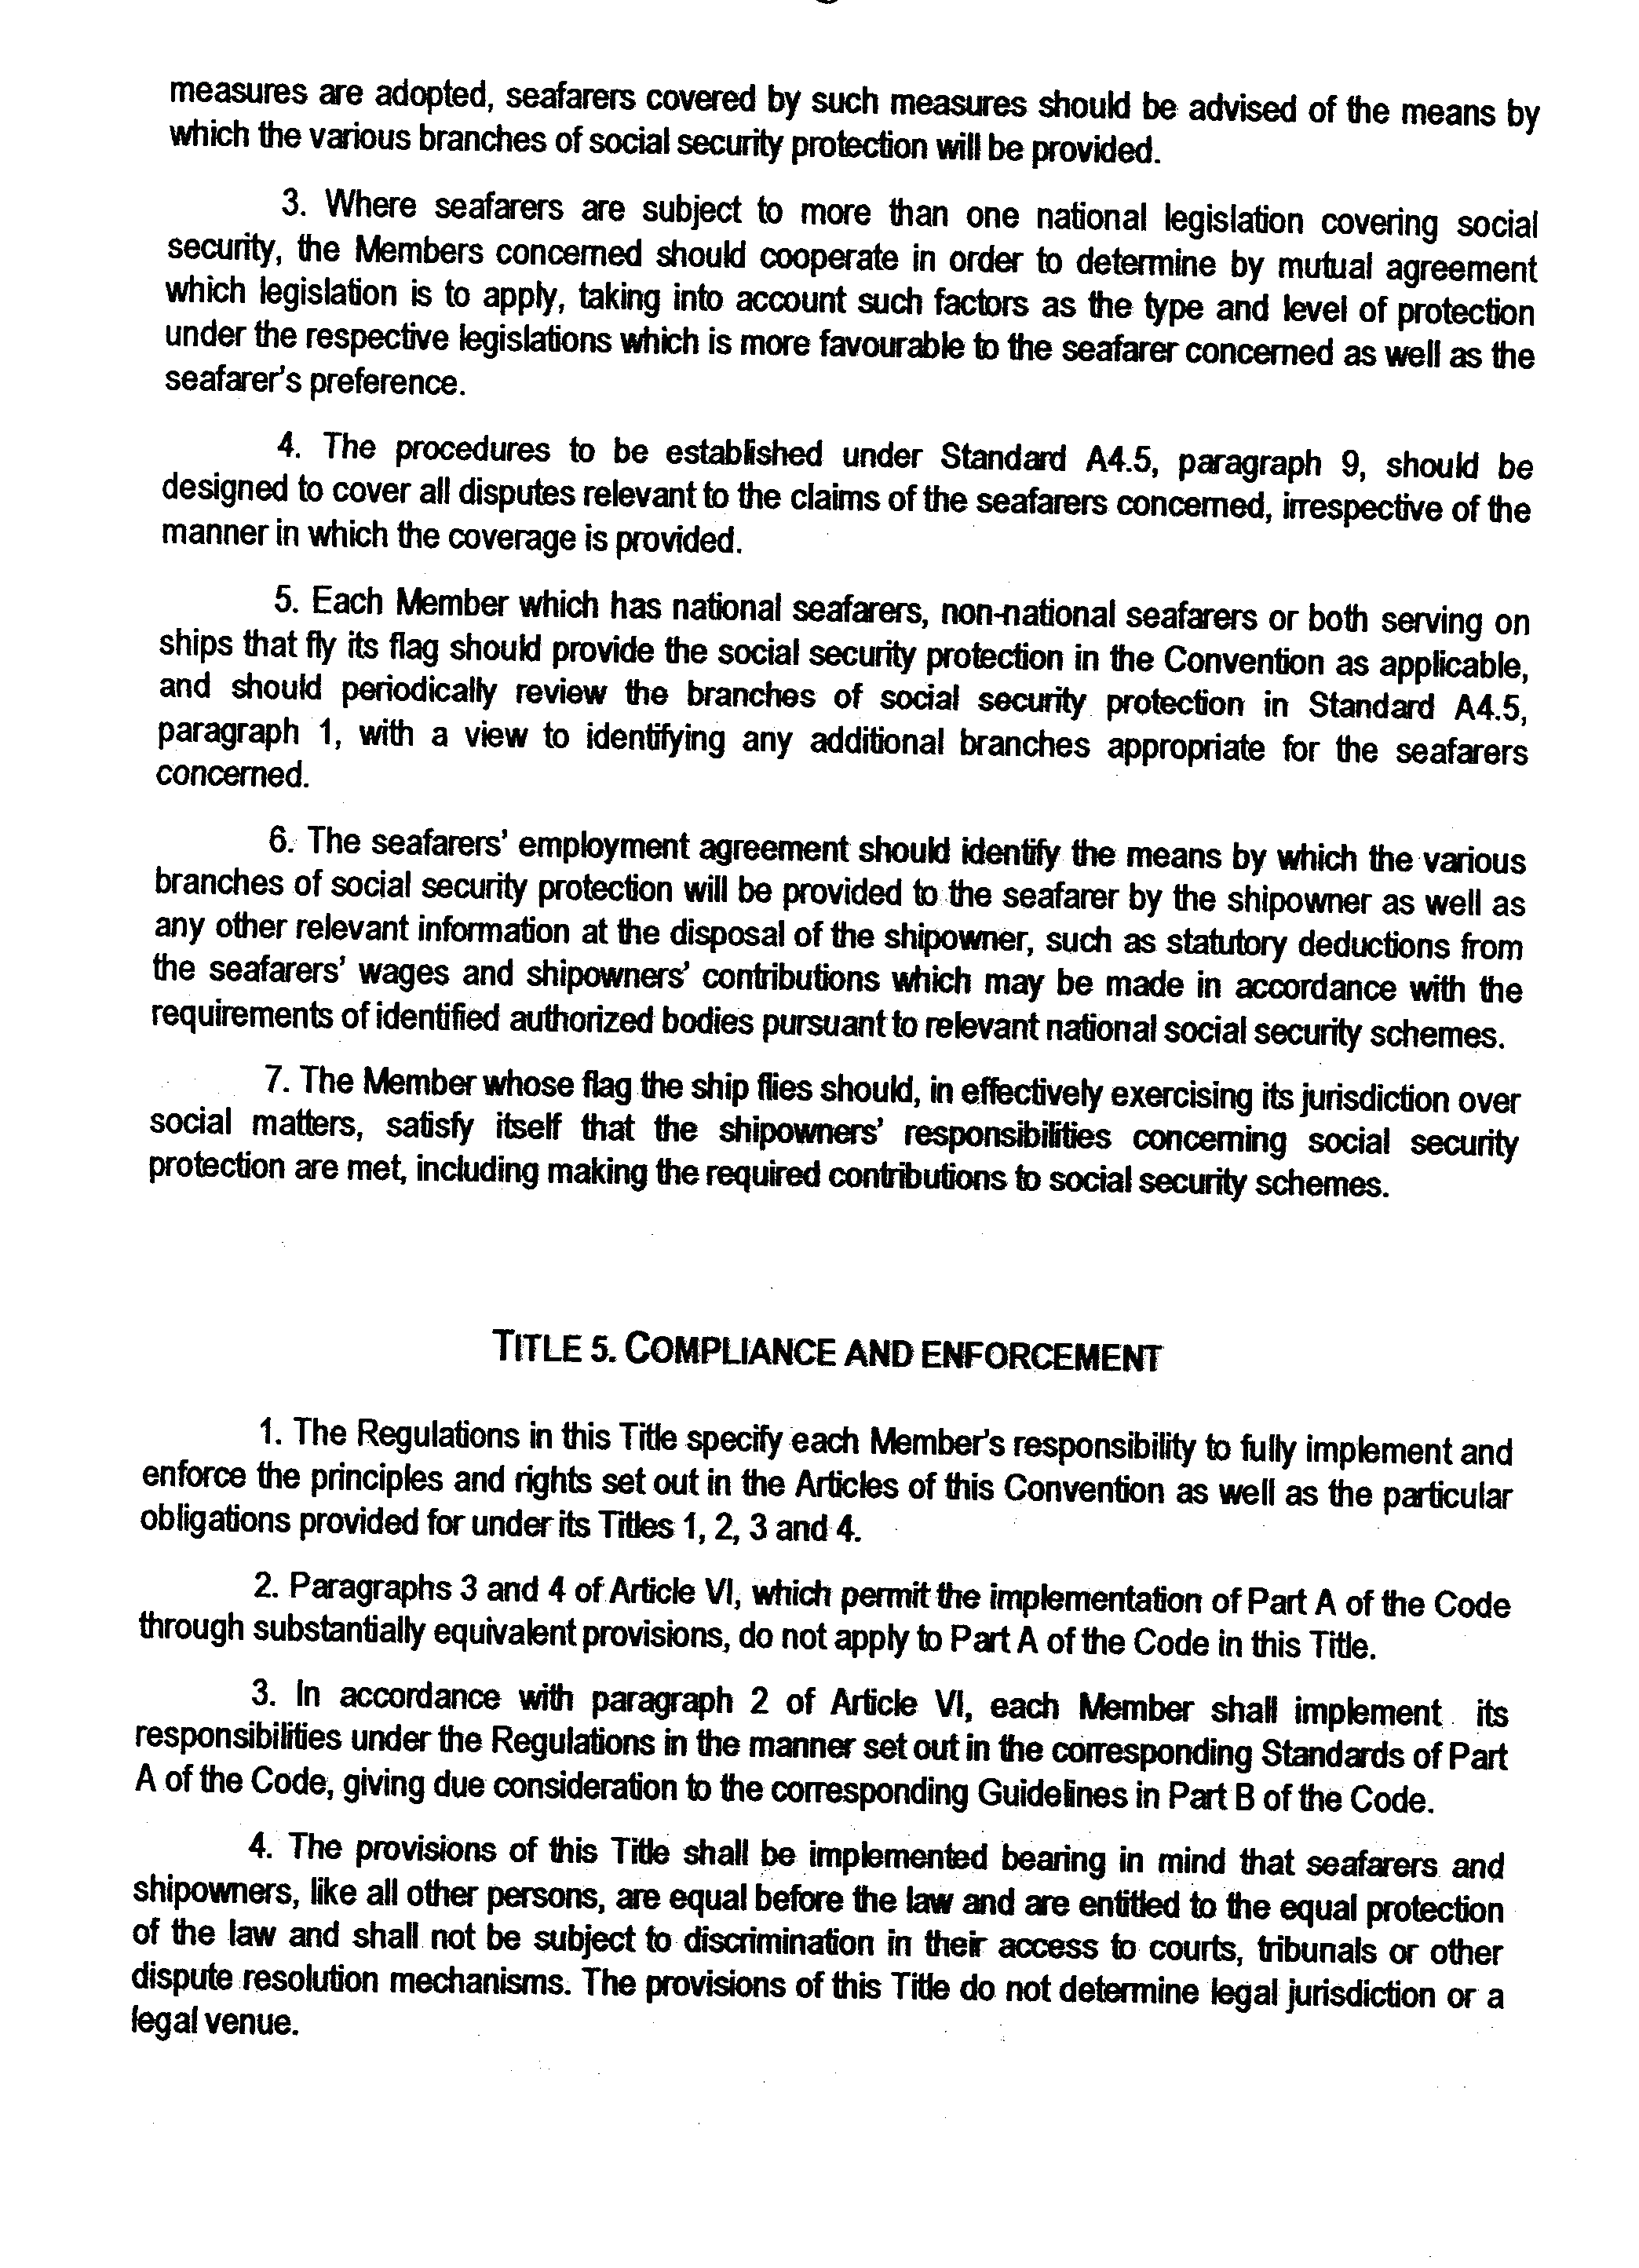 measures are adopted, seafarers covered by such measures should be advised of the means by
which the various branches of social security protection will be provided.
3. Where seafarers are subject to more than one national legislation covering social
security, the Members concerned should cooperate in order to determine by mutual agreement
which legislation is to apply, taking into account such factors as the type and level of protection
under the respective legislations which is more favourable to the seafarer concerned as well as the
seafarer's preference.
4. The procedures to be established under Standard A4.5, paragraph 9, should be
designed to cover all disputes relevant to the claims of the seafarers concerned, irrespective of the
manner in which the coverage is provided.
5. Each Member which has national seafarers, non-national seafarers or both serving on
ships that fly its flag should provide the social security protection in the Convention as applicable,
and should periodically review the branches of social security protection in Standard A4.5,
paragraph 1, with a view to identifying any additional branches appropriate for the seafarers
concerned.
6. The seafarers' employment agreement should identify the means by which the various
branches of social security protection will be provided to the seafarer by the shipowner as well as
any other relevant information at the disposal of the shipowner, such as statutory deductions from
the seafarers' wages and shipowners' contributions which may be made in accordance with the
requirements of identified authorized bodies pursuant to relevant national social security schemes.
7. The Member whose flag the ship flies should, in effectively exercising its jurisdiction over
social matters, satisfy itself that the shipowners' responsibilities concerning social security
protection are met, including making the required contributions to social security schemes.
TITLE 5. COMPLIANCE AND ENFORCEMENT
1. The Regulations in this Title specify each Member's responsibility to fully implement and
enforce the principles and rights set out in the Articles of this Convention as well as the particular
obligations provided for under its Titles 1, 2, 3 and 4.
2. Paragraphs 3 and 4 of Article VI, which permit the implementation of Part A of the Code
through substantially equivalent provisions, do not apply to Part A of the Code in this Title.
3. In accordance with paragraph 2 of Article VI, each Member shall implement its
responsibilities under the Regulations in the manner set out in the corresponding Standards of Part
A of the Code, giving due consideration to the corresponding Guidelines in Part B of the Code.
4. The provisions of this Title shall be implemented bearing in mind that seafarers and
shipowners, like all other persons, are equal before the law and are entitled to the equal protection
of the law and shall not be subject to discrimination in their access to courts, tribunals or other
dispute resolution mechanisms. The provisions of this Title do not determine legal jurisdiction or a
legal venue.